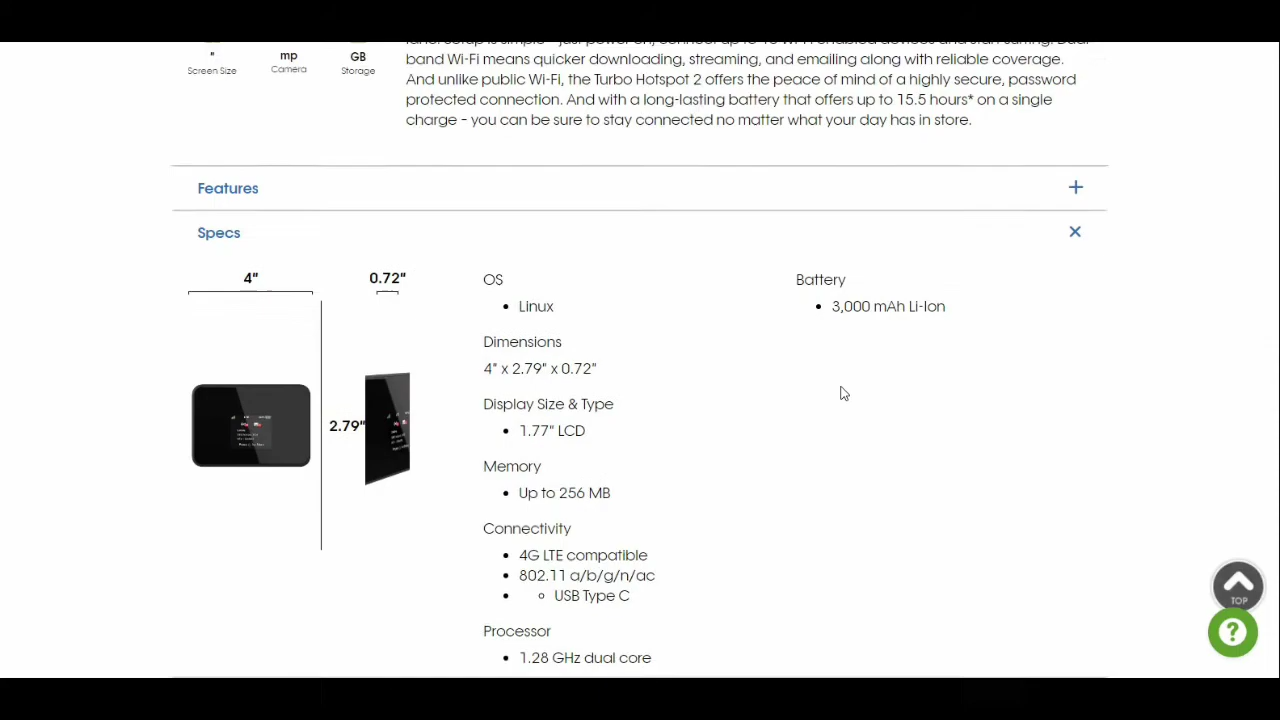 "
Screen Size
mp
Camera
GB
Storage
band Wi-Fi means quicker downloading, streaming, and emailing along with reliable coverage.
And unlike public Wi-Fi, the Turbo Hotspot 2 offers the peace of mind of a highly secure, password
protected connection. And with a long-lasting battery that offers up to 15.5 hours* on a single
charge – you can be sure to stay connected no matter what your day has in store.
Features
Specs
4"
0.72"
2.79"
OS
• Linux
Dimensions
4" x 2.79" x 0.72"
Display Size & Type
• 1.77" LCD
Memory
• Up to 256 MB
Connectivity
• 4G LTE compatible
• 802.11 a/b/g/n/ac
• ◦ USB Type C
Processor
• 1.28 GHz dual core
Battery
• 3,000 mAh Li-Ion
TOP
?